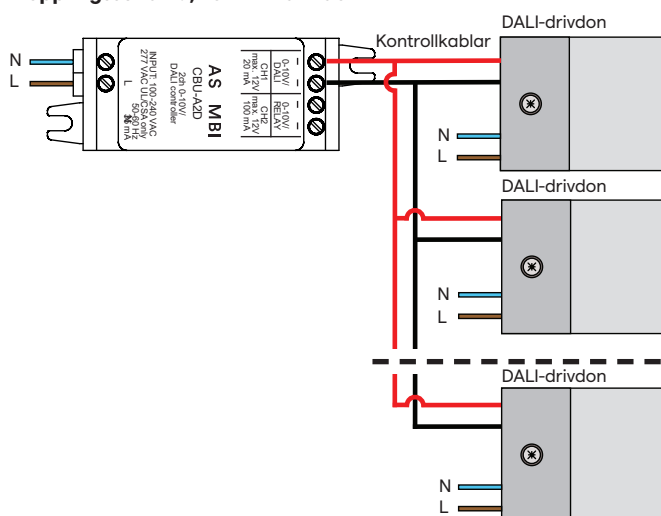 DALI-drivdon
Kontrollkablar
N
L
INPUT: 100-240 VAC
277 VAC UL/CSA only
50-60 Hz
L
AS MBI
CBU-A2D
2ch 0-10V/
DALI controller
0-10V/
DALI
CH1
max. 12V
20 mA
0-10V/
RELAY
CH2
max. 12V
100 mA
N
L
DALI-drivdon
N
L
DALI-drivdon
N
L